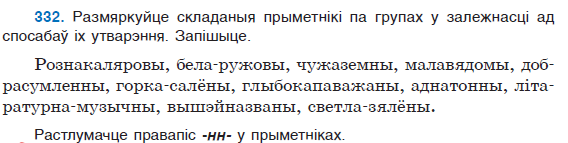 332. Размяркуйце складаныя прыметнікі па групах у залежнасці ад
спосабаў іх утварэння. Запішыце.
Рознакаляровы, бела-ружовы, чужаземны, малавядомы, доб-
расумленны, горка-салёны, глыбокапаважаны, аднатонны, літа-
ратурна-музычны, вышэйназваны, светла-зялёны.
Растлумачце правапіс -нн- у прыметніках.